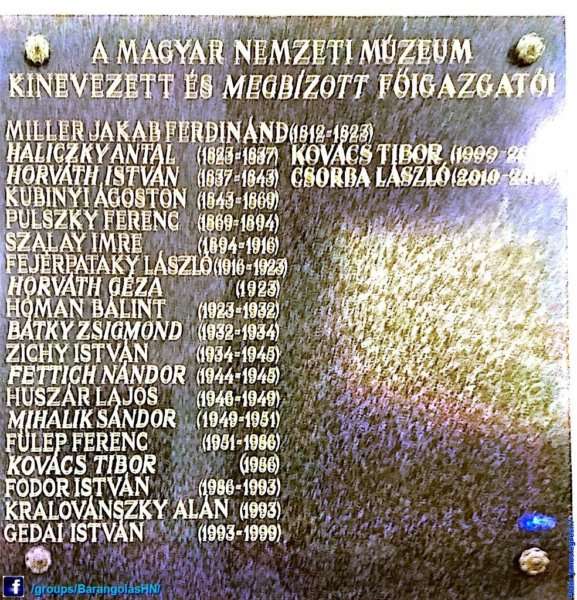 A MAGYAR NEMZETI MÚZEUM
KINEVEZETT ÉS MEGBÍZOTT FŐIGAZGATÓI
MILLER JAKAB FERDINÁND (1812-1823)
HALICZKY ANTAL (1823-1837)
HORVÁTH ISTVÁN (1837-1843)
KUBINYI ÁGOSTON (1843-1869)
PULSZKY FERENC (1869-1894)
SZALAY IMRE (1894-1916)
FEJÉRPATAKY LÁSZLÓ (1916-1923)
HORVÁTH GÉZA (1923)
HÓMAN BÁLINT (1923-1932)
BÁTKY ZSIGMOND (1932-1934)
ZICHY ISTVÁN (1934-1945)
FETTICH NÁNDOR (1944-1945)
HUSZÁR LAJOS (1946-1949)
MIHALIK SÁNDOR (1949-1951)
FÜLEP FERENC (1951-1986)
KOVÁCS TIBOR (1986)
FODOR ISTVÁN (1986-1993)
KRALOVÁNSZKY ALÁN (1993)
GEDAI ISTVÁN (1993-1999)
KOVÁCS TIBOR (1999-
CSORBA LÁSZLÓ (2010-
f /groups/BarangolasHN/